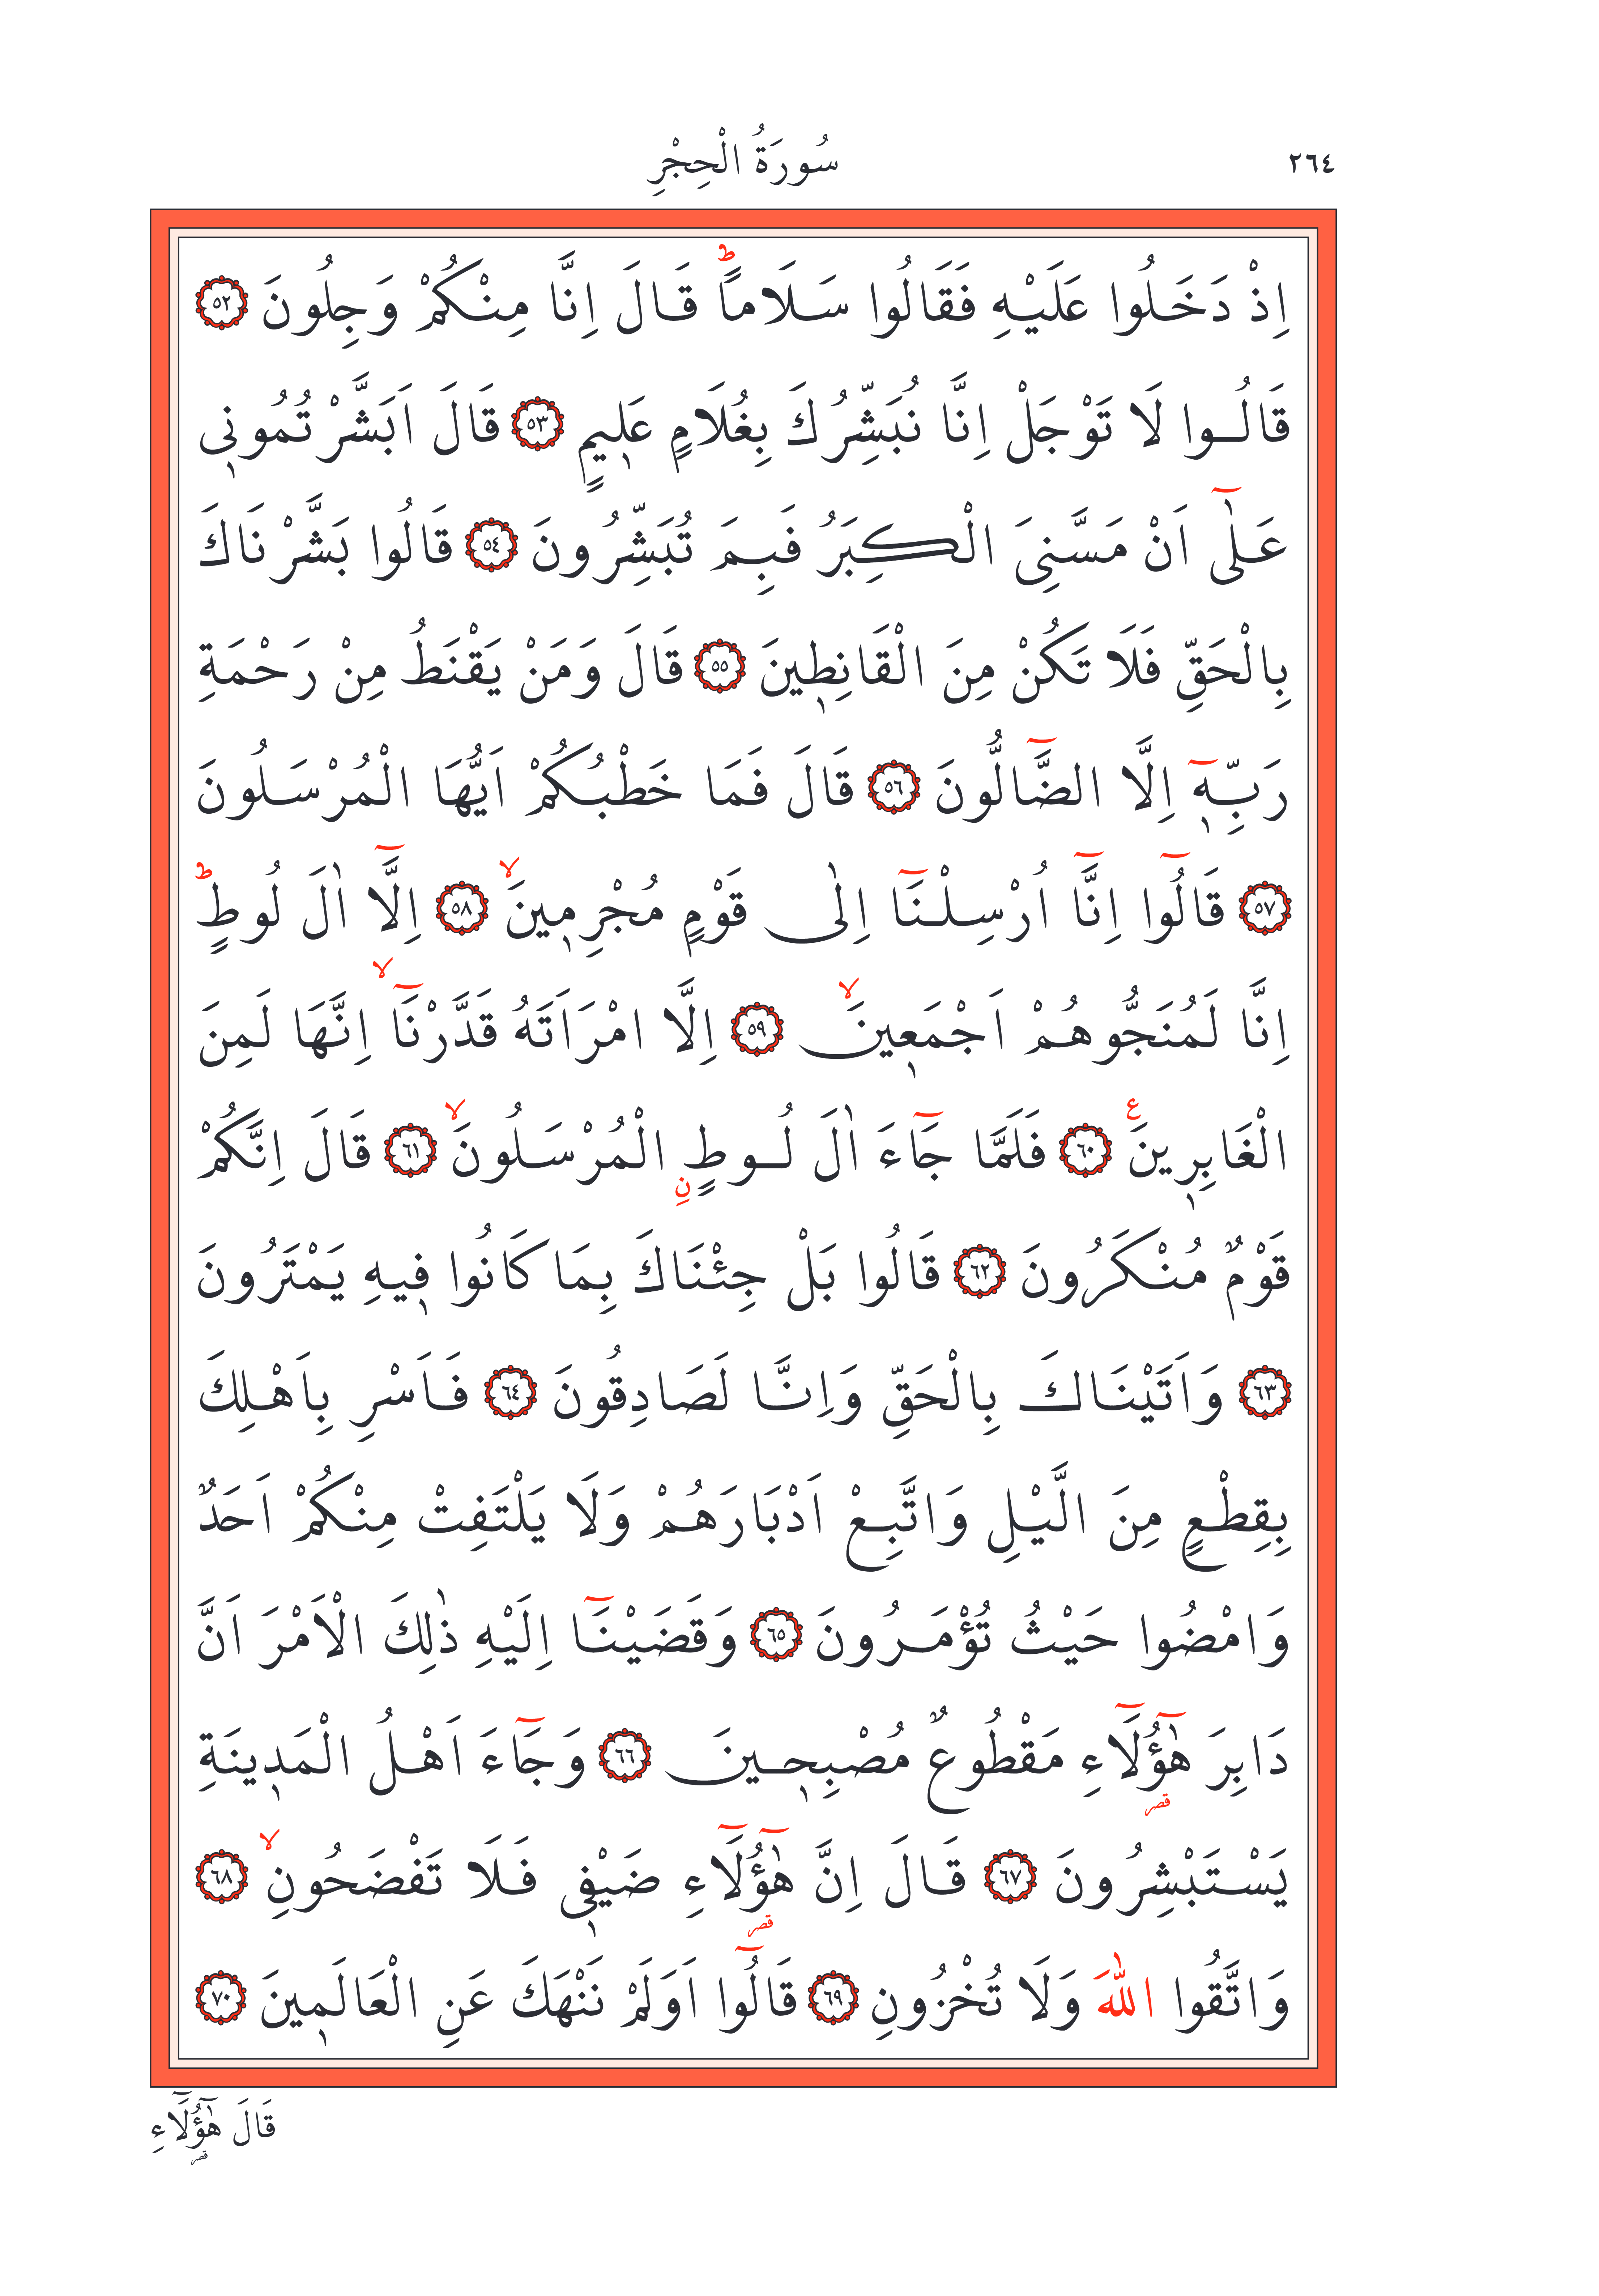 ٢٦٤
سُورَةُ الْحِجْرِ
اِذْ دَخَلُوا عَلَيْهِ فَقَالُوا سَلَاماًؕ قَالَ اِنَّا مِنْكُمْ وَجِلُونَ ﴿٥٢﴾
قَالُوا لَا تَوْجَلْ اِنَّا نُبَشِّرُكَ بِغُلَامٍ عَل۪يمٍ ﴿٥٣﴾ قَالَ اَبَشَّرْتُمُون۪ى
عَلٰٓى اَنْ مَسَّنِىَ الْكِبَرُ فَبِمَ تُبَشِّرُونَ ﴿٥٤﴾ قَالُوا بَشَّرْنَاكَ
بِالْحَقِّ فَلَا تَكُنْ مِنَ الْقَانِط۪ينَ ﴿٥٥﴾ قَالَ وَمَنْ يَقْنَطُ مِنْ رَحْمَةِ
رَبِّه۪ٓ اِلَّا الضَّٓالُّونَ ﴿٥٦﴾ قَالَ فَمَا خَطْبُكُمْ اَيُّهَا الْمُرْسَلُونَ
﴿٥٧﴾ قَالُٓوا اِنَّٓا اُرْسِلْنَٓا اِلٰى قَوْمٍ مُجْرِم۪ينَۙ ﴿٥٨﴾ اِلَّٓا اٰلَ لُوطٍؕ
اِنَّا لَمُنَجُّوهُمْ اَجْمَع۪ينَۙ ﴿٥٩﴾ اِلَّا امْرَاَتَهُ قَدَّرْنَٓاۙ اِنَّهَا لَمِنَ
الْغَابِر۪ينَ۟ ﴿٦٠﴾ فَلَمَّا جَٓاءَ اٰلَ لُوطٍۨ الْمُرْسَلُونَۙ ﴿٦١﴾ قَالَ اِنَّكُمْ
قَوْمٌ مُنْكَرُونَ ﴿٦٢﴾ قَالُوا بَلْ جِئْنَاكَ بِمَا كَانُوا ف۪يهِ يَمْتَرُونَ
﴿٦٣﴾ وَاَتَيْنَاكَ بِالْحَقِّ وَاِنَّا لَصَادِقُونَ ﴿٦٤﴾ فَاَسْرِ بِاَهْلِكَ
بِقِطْعٍ مِنَ الَّيْلِ وَاتَّبِعْ اَدْبَارَهُمْ وَلَا يَلْتَفِتْ مِنْكُمْ اَحَدٌ
وَامْضُوا حَيْثُ تُؤْمَرُونَ ﴿٦٥﴾ وَقَضَيْنَٓا اِلَيْهِ ذٰلِكَ الْاَمْرَ اَنَّ
دَابِرَ هٰٓؤُ۬لَٓاءِ مَقْطُوعٌ مُصْبِح۪ينَ ﴿٦٦﴾ وَجَٓاءَ اَهْلُ الْمَد۪ينَةِ
قصر
يَسْتَبْشِرُونَ ﴿٦٧﴾ قَالَ اِنَّ هٰٓؤُ۬لَٓاءِ ضَيْف۪ى فَلَا تَفْضَحُونِۙ ﴿٦٨﴾
قصر
وَاتَّقُوا اللّٰهَ وَلَا تُخْزُونِ ﴿٦٩﴾ قَالُٓوا اَوَلَمْ نَنْهَكَ عَنِ الْعَالَم۪ينَ ﴿٧٠﴾
قَالَ هٰٓؤُ۬لَٓاءِ
قصر